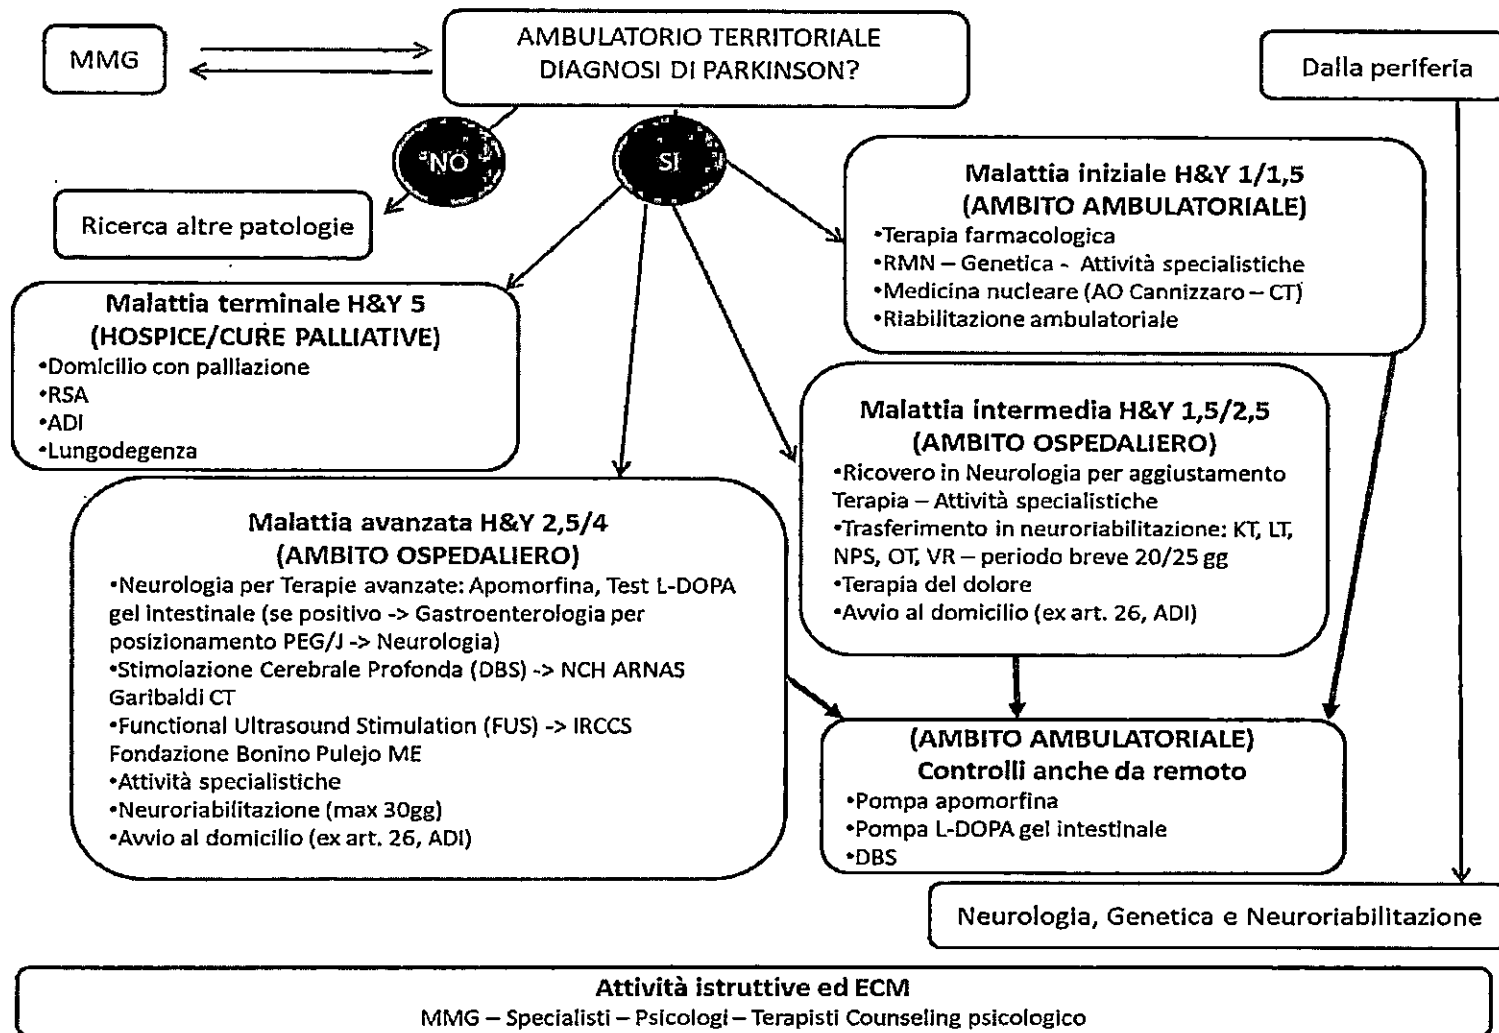 MMG
AMBULATORIO TERRITORIALE
DIAGNOSI DI PARKINSON?
Dalla periferia
NO
SI
Ricerca altre patologie
Malattia iniziale H&Y 1/1,5
(AMBITO AMBULATORIALE)
•Terapia farmacologica
•RMN – Genetica - Attività specialistiche
•Medicina nucleare (AO Cannizzaro – CT)
•Riabilitazione ambulatoriale
Malattia terminale H&Y 5
(HOSPICE/CURE PALLIATIVE)
•Domicilio con palliazione
•RSA
•ADI
•Lungodegenza
Malattia intermedia H&Y 1,5/2,5
(AMBITO OSPEDALIERO)
•Ricovero in Neurologia per aggiustamento
Terapia – Attività specialistiche
•Trasferimento in neuroriabilitazione: KT, LT,
NPS, OT, VR – periodo breve 20/25 gg
•Terapia del dolore
•Avvio al domicilio (ex art. 26, ADI)
Malattia avanzata H&Y 2,5/4
(AMBITO OSPEDALIERO)
•Neurologia per Terapie avanzate: Apomorfina, Test L-DOPA
gel intestinale (se positivo -> Gastroenterologia per
posizionamento PEG/J -> Neurologia)
•Stimolazione Cerebrale Profonda (DBS) -> NCH ARNAS
Garibaldi CT
•Functional Ultrasound Stimulation (FUS) -> IRCCS
Fondazione Bonino Pulejo ME
•Attività specialistiche
•Neuroriabilitazione (max 30gg)
•Avvio al domicilio (ex art. 26, ADI)
(AMBITO AMBULATORIALE)
Controlli anche da remoto
•Pompa apomorfina
•Pompa L-DOPA gel intestinale
•DBS
Neurologia, Genetica e Neuroriabilitazione
Attività istruttive ed ECM
MMG – Specialisti – Psicologi – Terapisti Counseling psicologico